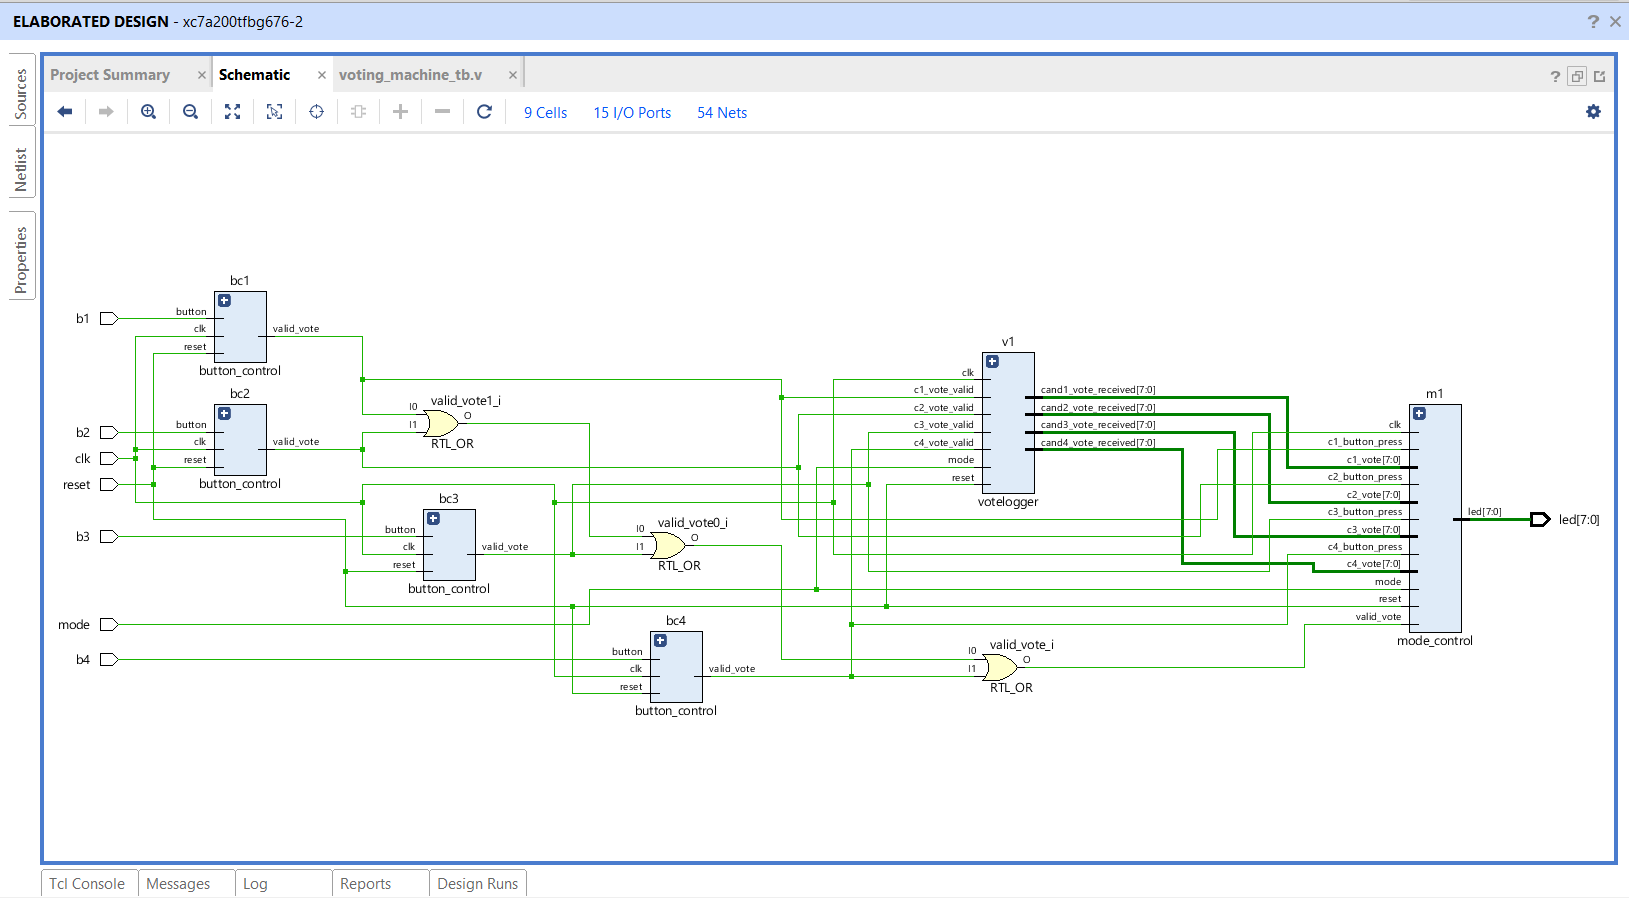 ELABORATED DESIGN - xc7a200tfbg676-2
? ×
Sources
Netlist
Properties
Project Summary ×
Schematic ×
voting_machine_tb.v ×
?
9 Cells
15 I/O Ports
54 Nets
bc1
b1
button
clk
valid_vote
reset
button_control
bc2
b2
button
clk
valid_vote
clk
reset
reset
button_control
valid_vote1_i
I0
O
I1
RTL_OR
bc3
b3
button
clk
valid_vote
reset
button_control
valid_vote0_i
I0
O
I1
RTL_OR
mode
bc4
b4
button
clk
valid_vote
reset
button_control
v1
clk
c1_vote_valid
cand1_vote_received[7:0]
c2_vote_valid
cand2_vote_received[7:0]
c3_vote_valid
cand3_vote_received[7:0]
c4_vote_valid
cand4_vote_received[7:0]
mode
reset
votelogger
valid_vote_i
I0
O
I1
RTL_OR
m1
clk
c1_button_press
c1_vote[7:0]
c2_button_press
c2_vote[7:0]
c3_button_press
led[7:0]
led[7:0]
c3_vote[7:0]
c4_button_press
c4_vote[7:0]
mode
reset
valid_vote
mode_control
Tcl Console
Messages
Log
Reports
Design Runs